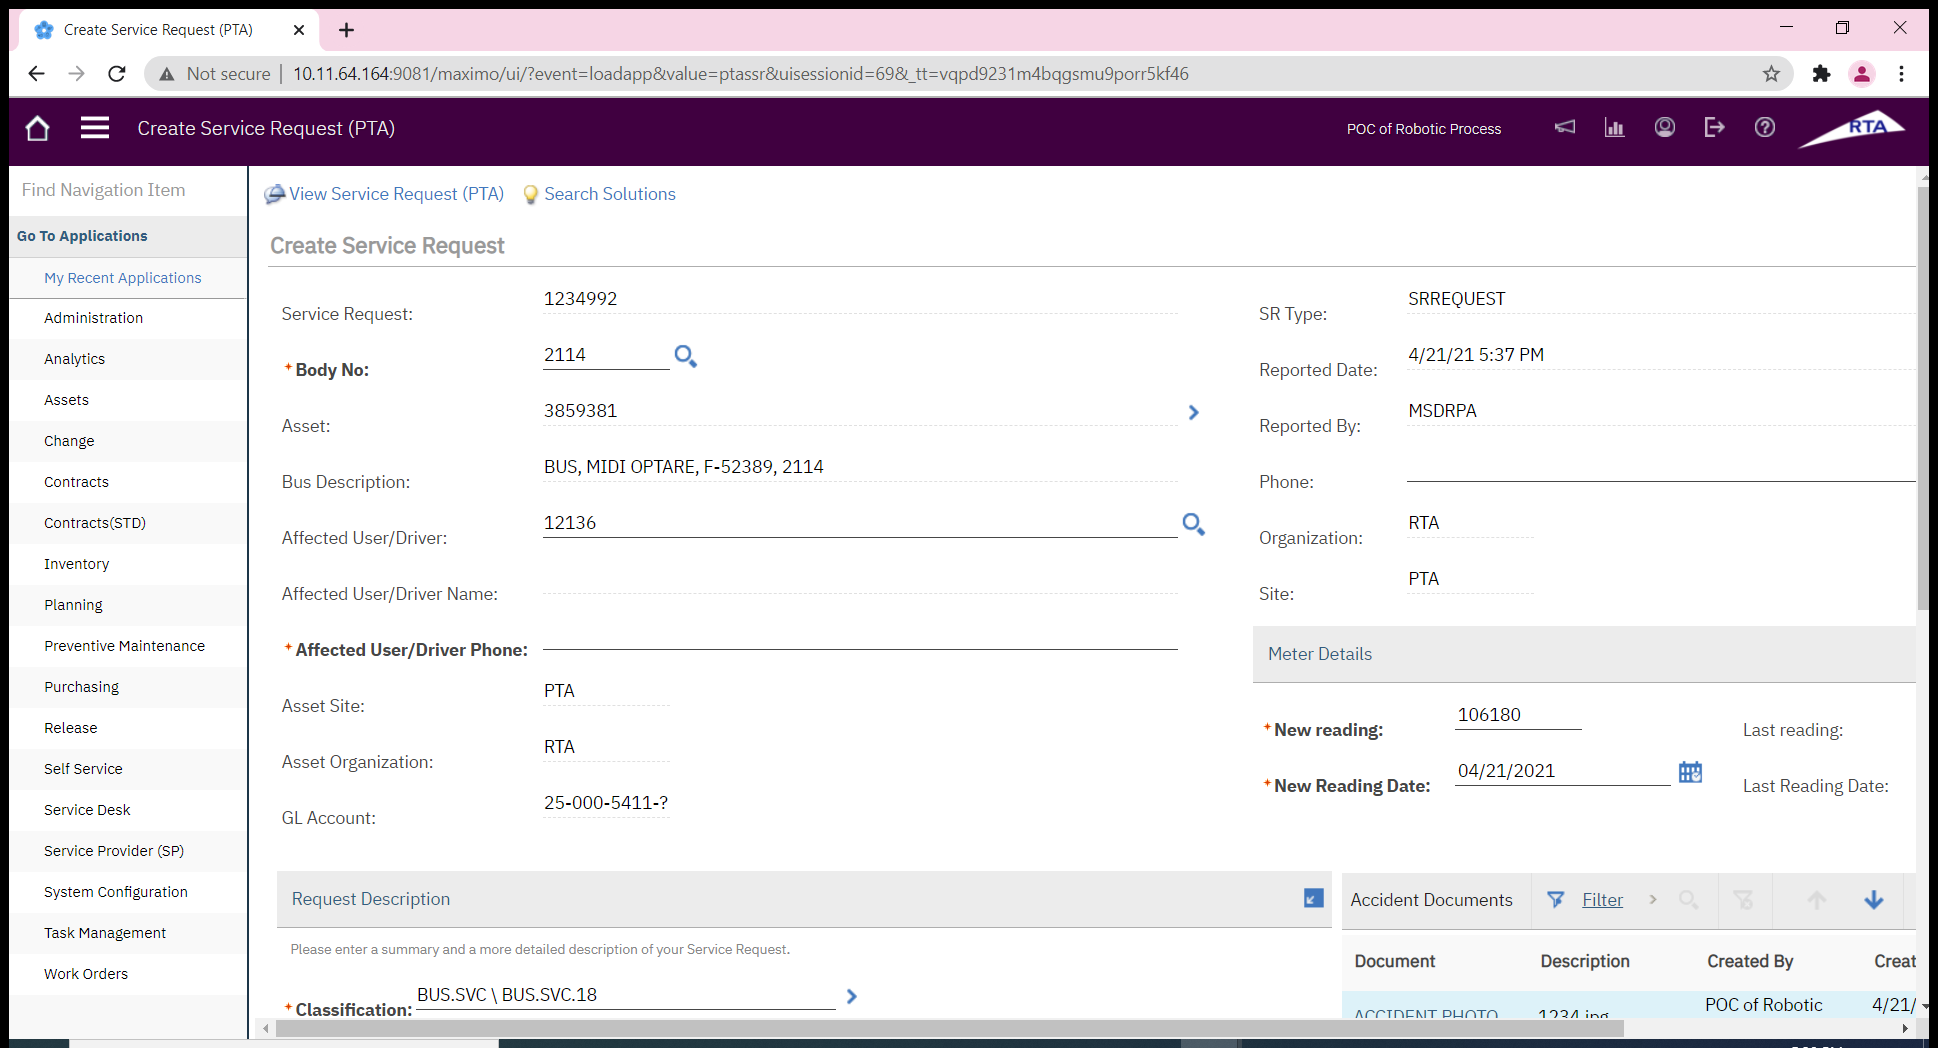 Create Service Request (PTA)
Not secure | 10.11.64.164:9081/maximo/ui/?event=loadapp&value=ptassr&uisessionid=69&_tt=vqpd9231m4bqgsmu9porr5kf46
Create Service Request (PTA)
POC of Robotic Process
RTA
Find Navigation Item
Go To Applications
My Recent Applications
Administration
Analytics
Assets
Change
Contracts
Contracts(STD)
Inventory
Planning
Preventive Maintenance
Purchasing
Release
Self Service
Service Desk
Service Provider (SP)
System Configuration
Task Management
Work Orders
View Service Request (PTA)
Search Solutions
Create Service Request
Service Request: 1234992
* Body No: 2114
Asset: 3859381
Bus Description: BUS, MIDI OPTARE, F-52389, 2114
Affected User/Driver: 12136
Affected User/Driver Name:
* Affected User/Driver Phone:
Asset Site: PTA
Asset Organization: RTA
GL Account: 25-000-5411-?
SR Type: SRREQUEST
Reported Date: 4/21/21 5:37 PM
Reported By: MSDRPA
Phone:
Organization: RTA
Site: PTA
Meter Details
* New reading: 106180
Last reading:
* New Reading Date: 04/21/2021
Last Reading Date:
Request Description
Please enter a summary and a more detailed description of your Service Request.
* Classification: BUS.SVC \ BUS.SVC.18
Accident Documents
Filter
Document Description Created By Creat
ACCIDENT PHOTO 1234.jpg POC of Robotic 4/21/